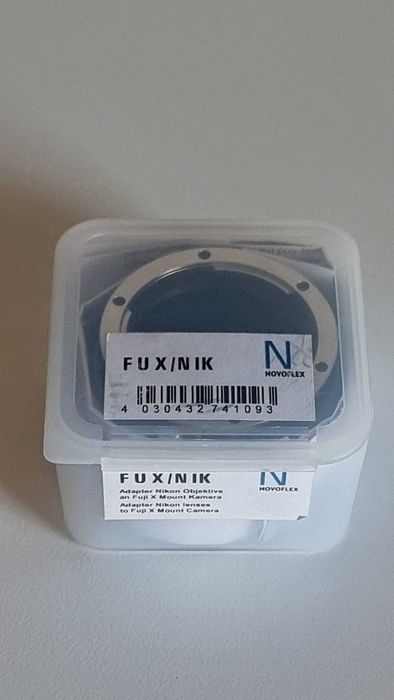 FUX/NIK
N
NOVOFLEX
4 030432 741093
FUX/NIK
N
NOVOFLEX
Adapter Nikon Objektive
an Fuji X Mount Kamera
Adapter Nikon lenses
to Fuji X Mount Camera